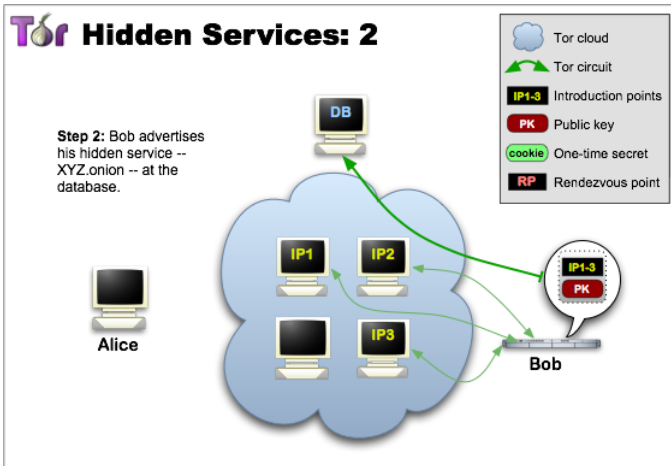 Tor Hidden Services: 2
Tor cloud
Tor circuit
IP1-3 Introduction points
PK Public key
cookie One-time secret
RP Rendezvous point
DB
Step 2: Bob advertises
his hidden service --
XYZ.onion -- at the
database.
IP1 IP2
IP3
IP1-3
PK
Alice
Bob